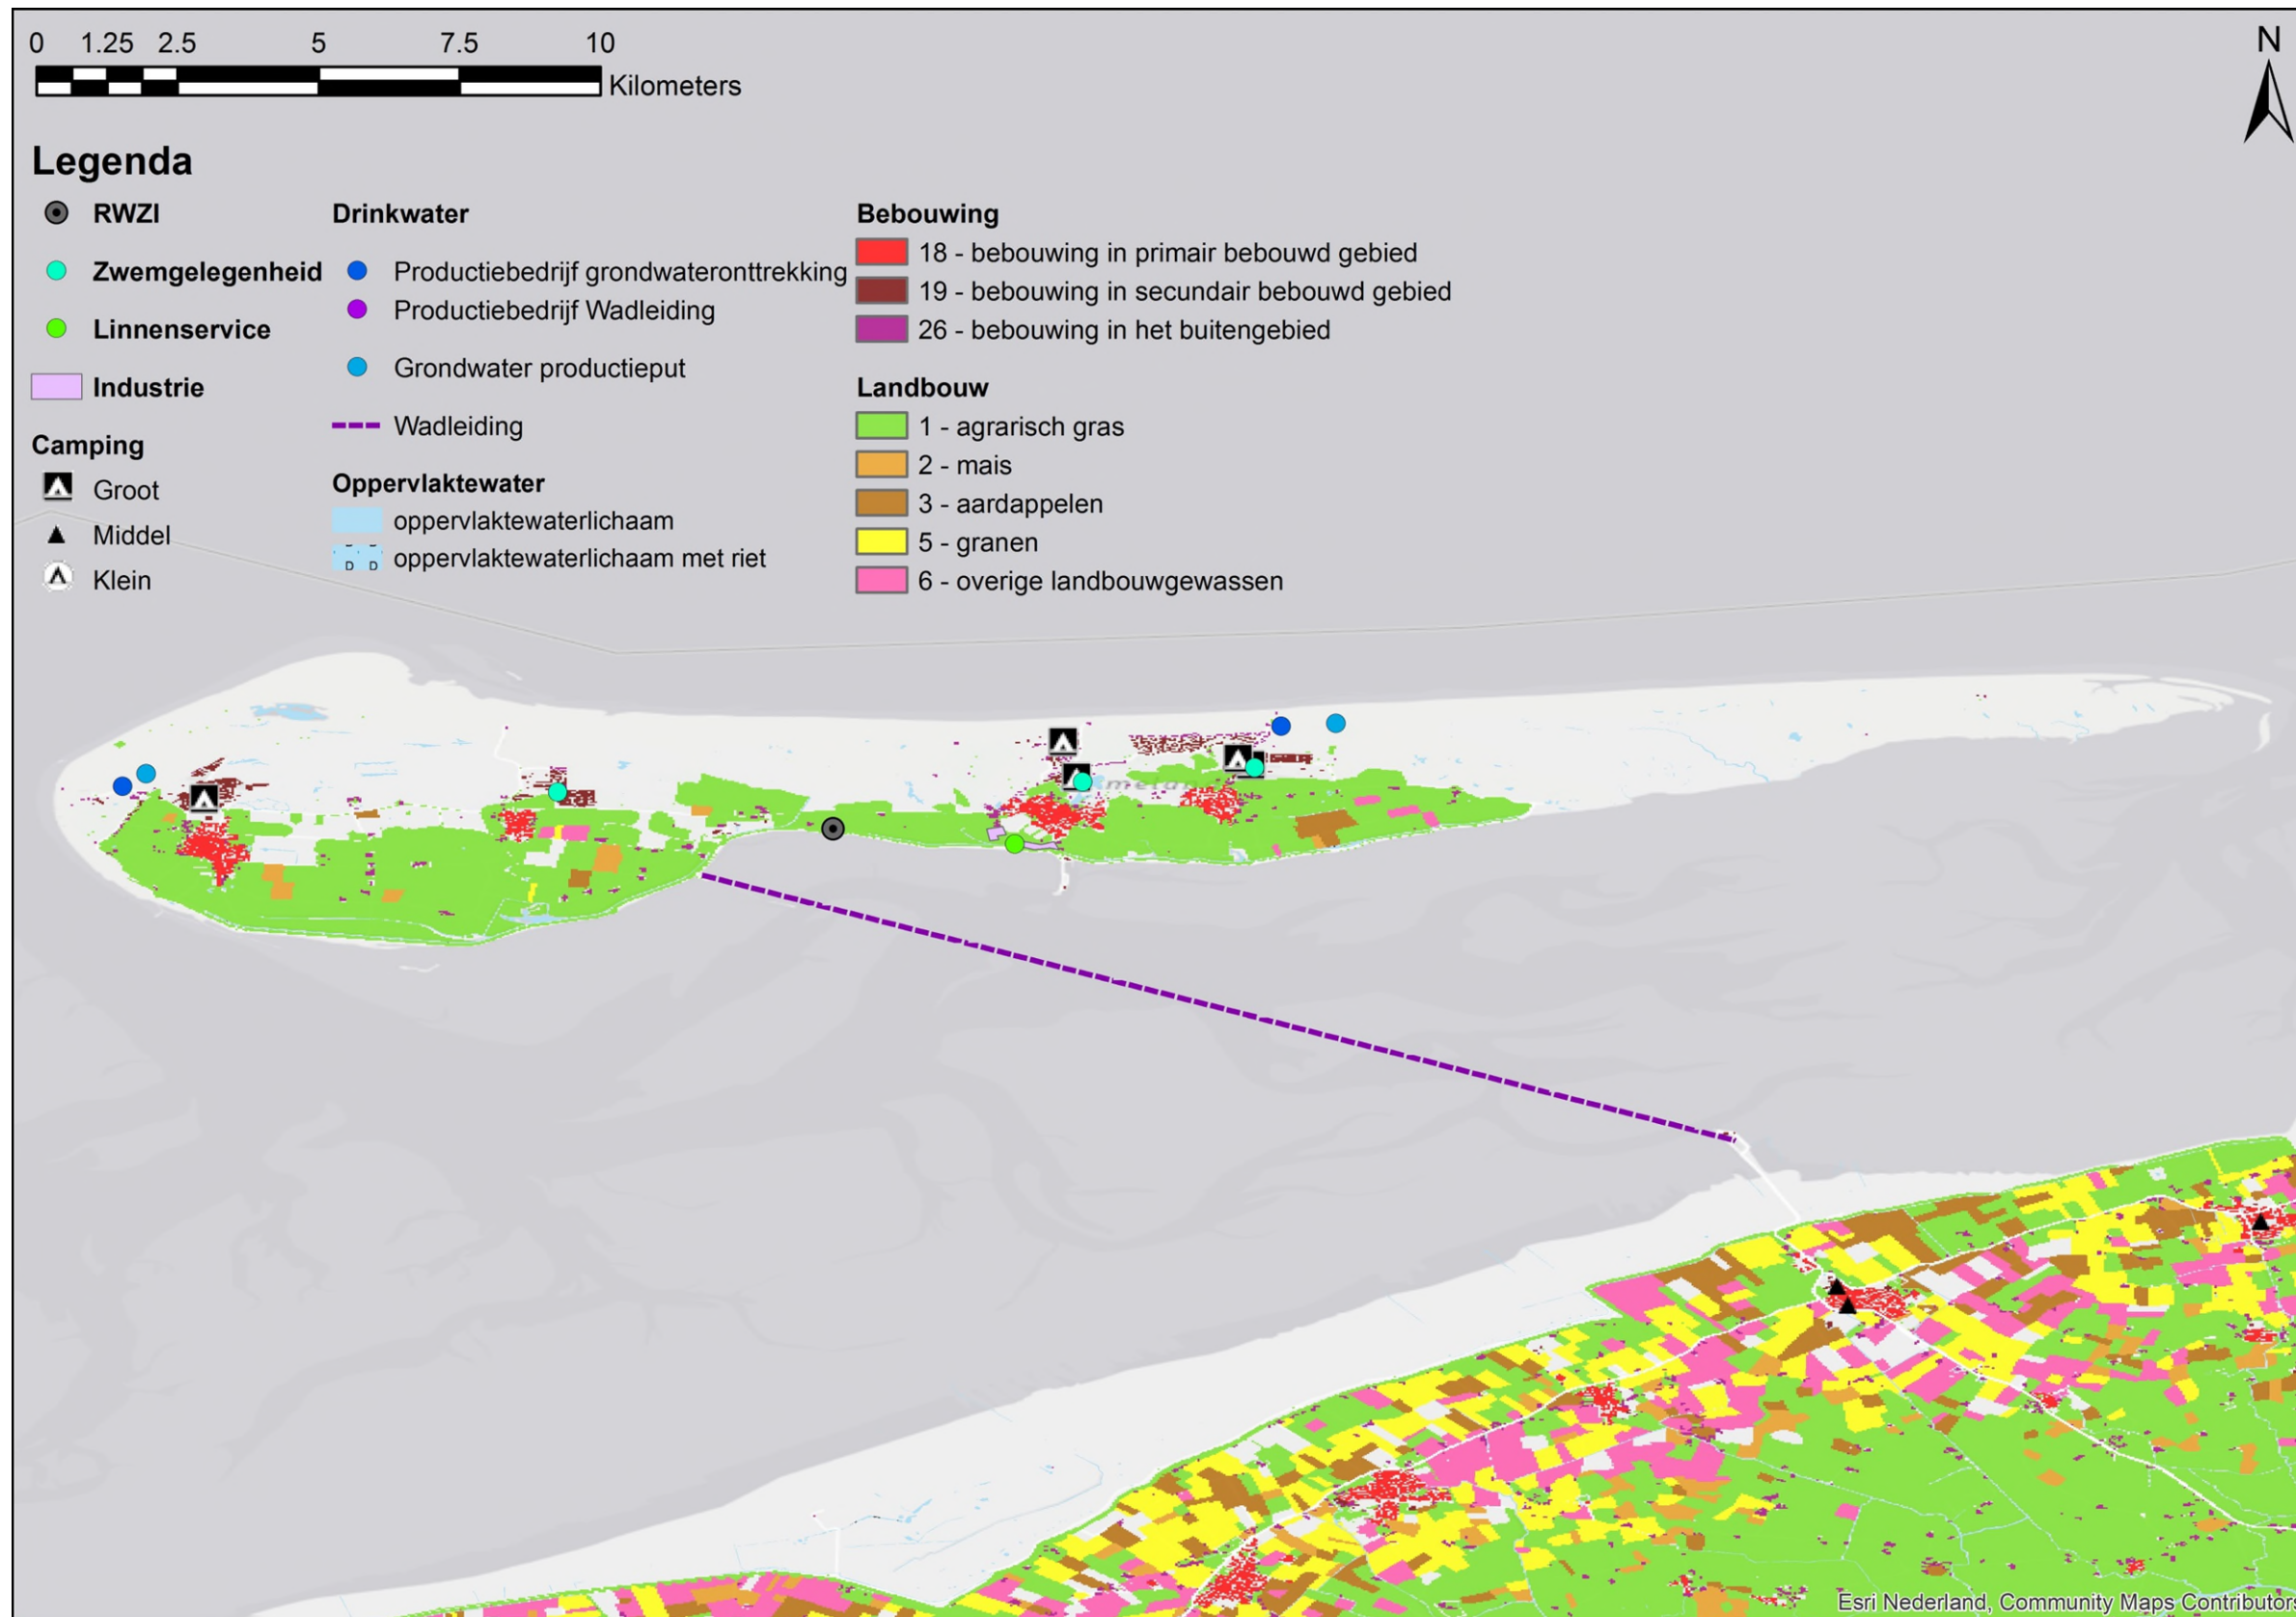 0 1.25 2.5 5 7.5 10
Kilometers
N
Legenda
RWZI
Zwemgelegenheid
Linnenservice
Industrie
Camping
Groot
Middel
Klein
Drinkwater
Productiebedrijf grondwateronttrekking
Productiebedrijf Wadleiding
Grondwater productieput
Wadleiding
Oppervlaktewater
oppervlaktewaterlichaam
D D
oppervlaktewaterlichaam met riet
Bebouwing
18 - bebouwing in primair bebouwd gebied
19 - bebouwing in secundair bebouwd gebied
26 - bebouwing in het buitengebied
Landbouw
1 - agrarisch gras
2 - mais
3 - aardappelen
5 - granen
6 - overige landbouwgewassen
Esri Nederland, Community Maps Contributors